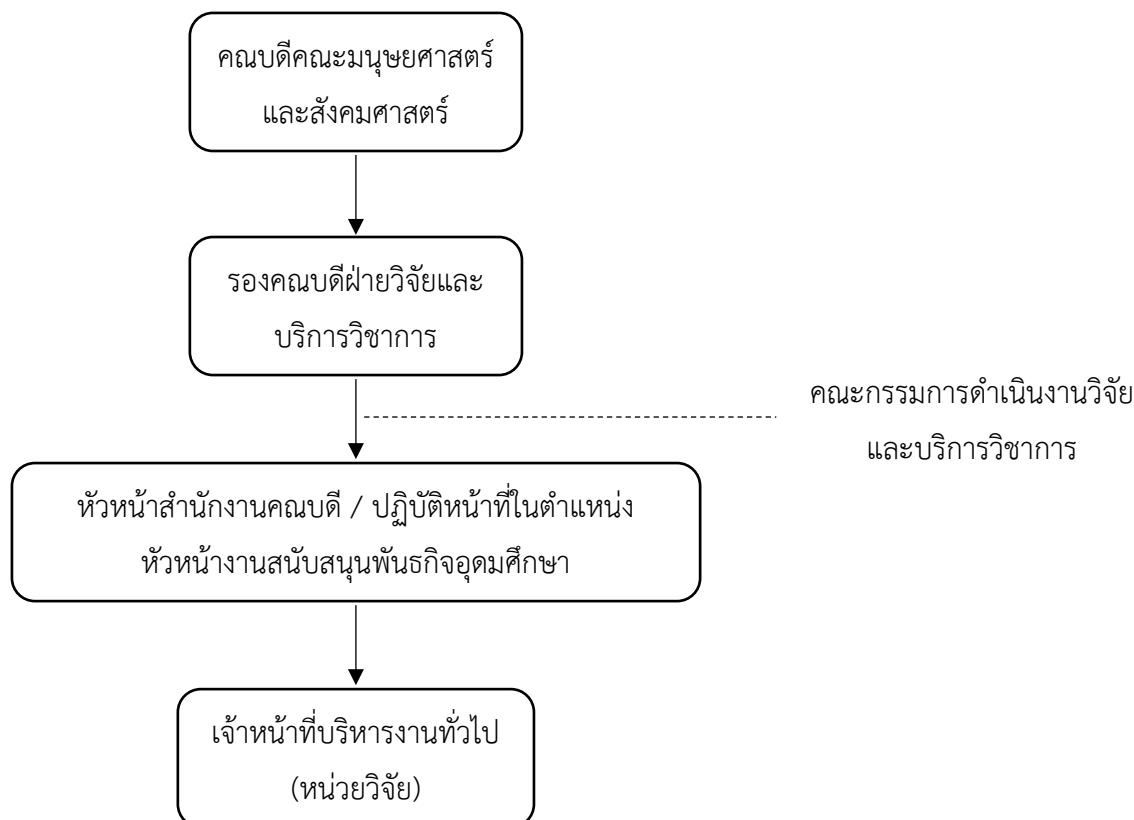 คณบดีคณะมนุษยศาสตร์
และสังคมศาสตร์
รองคณบดีฝ่ายวิจัยและ
บริการวิชาการ
คณะกรรมการดำเนินงานวิจัย
และบริการวิชาการ
หัวหน้าสำนักงานคณบดี / ปฏิบัติหน้าที่ในตำแหน่ง
หัวหน้างานสนับสนุนพันธกิจอุดมศึกษา
เจ้าหน้าที่บริหารงานทั่วไป
(หน่วยวิจัย)